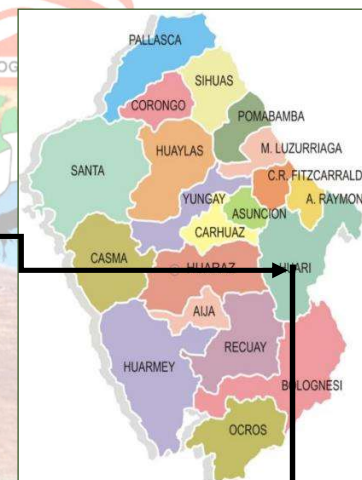 PALLASCA
SIHUAS
CORONGO
POMABAMBA
HUAYLAS
M. LUZURRIAGA
SANTA
C.R. FITZCARRALD
YUNGAY
A. RAYMON
ASUNCIÓN
CARHUAZ
CASMA
HUARAZ
HUARI
AIJA
RECUAY
HUARMEY
BOLOGNESI
OCROS